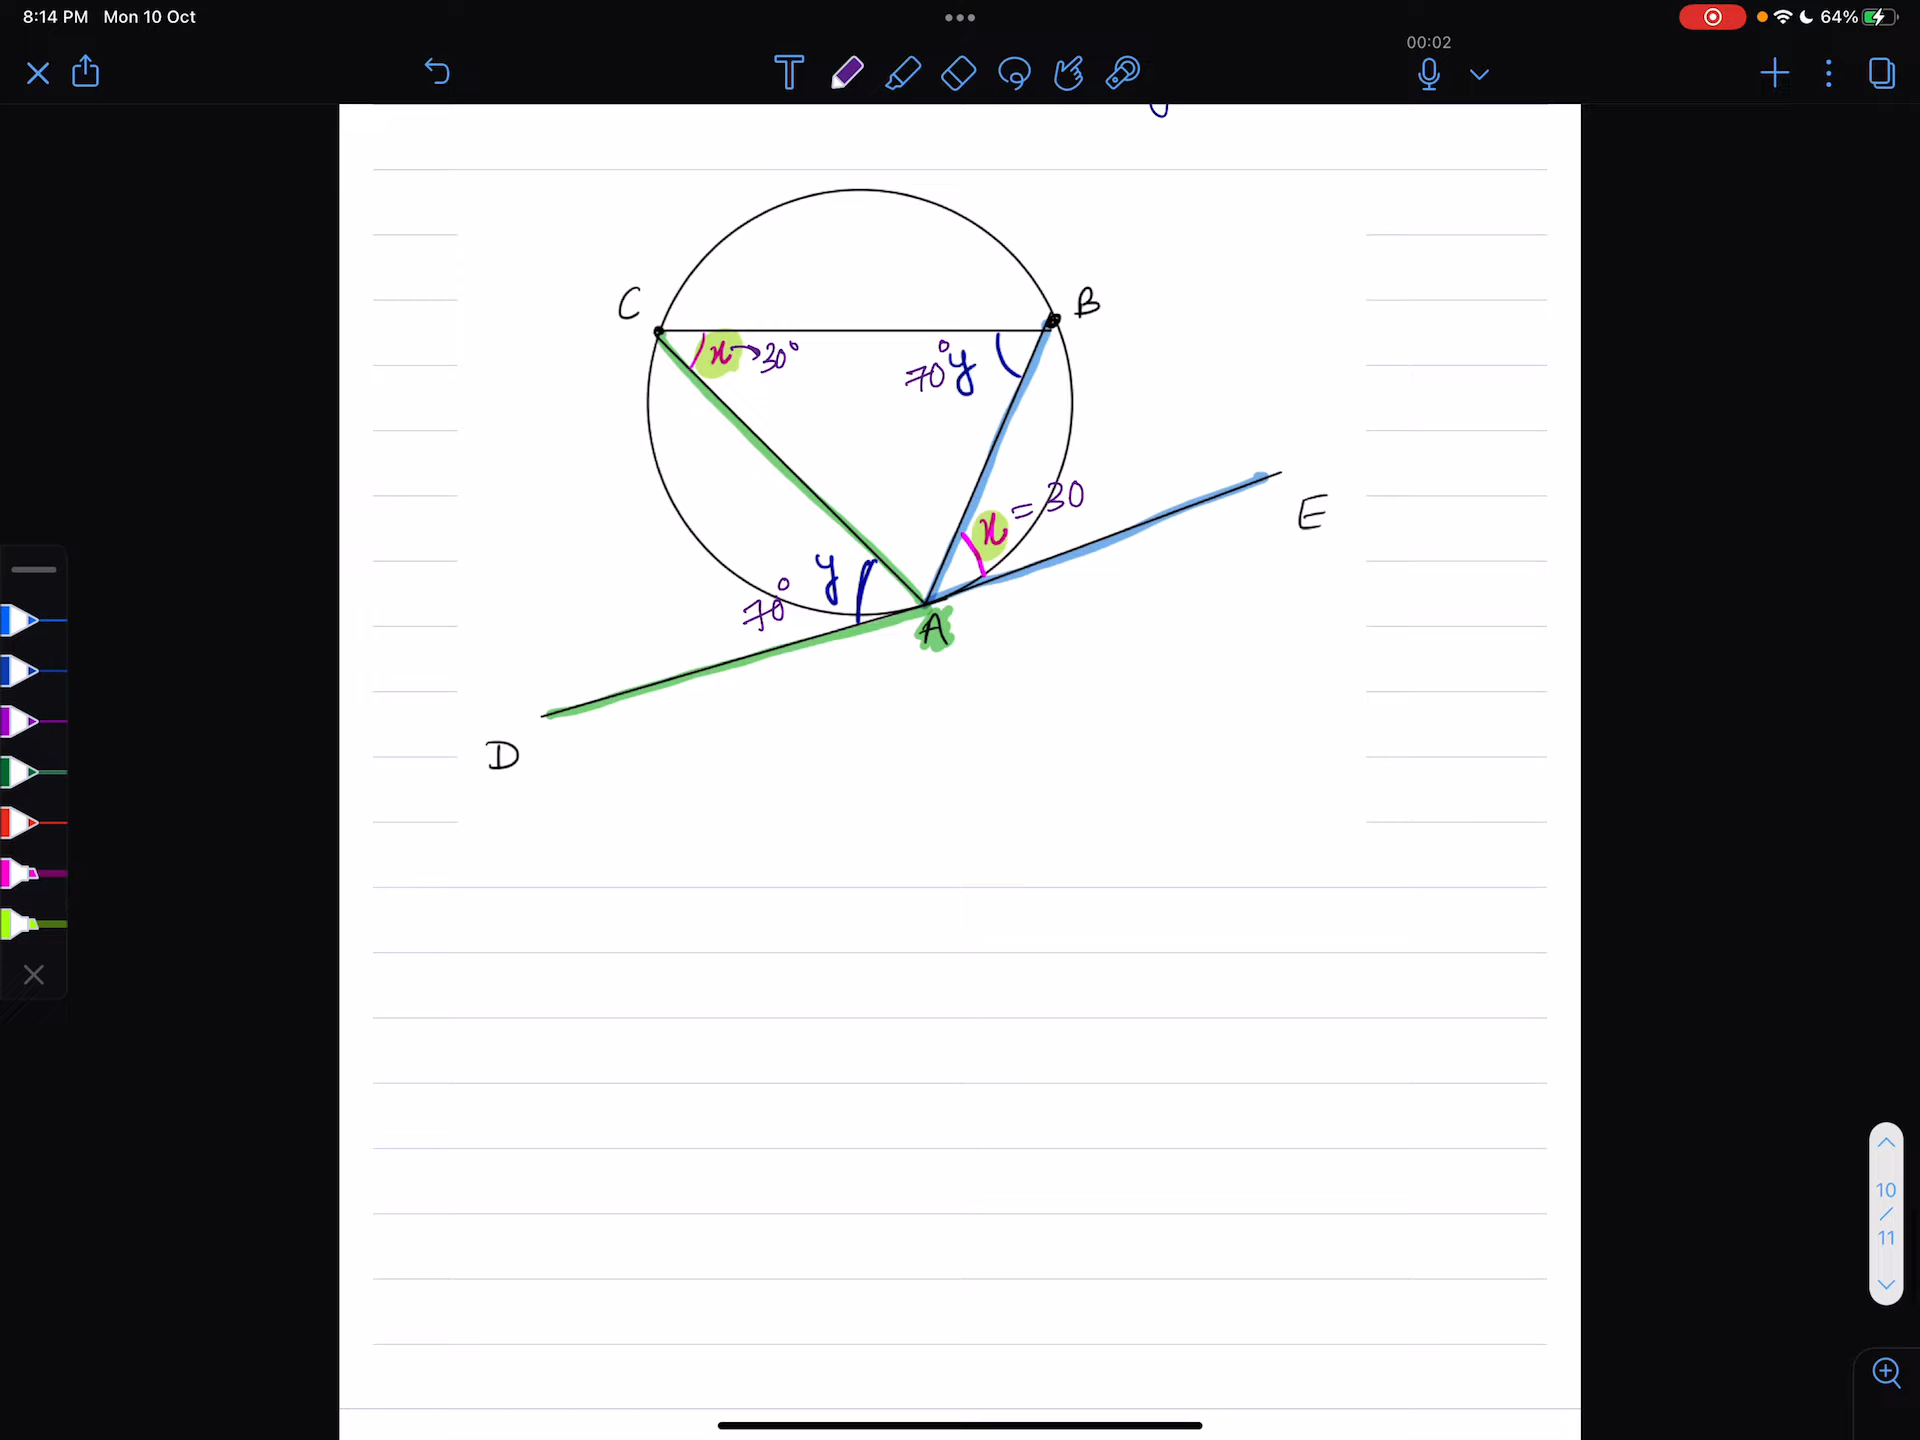 8:14 PM Mon 10 Oct
64%
00:02
T
C
B
x → 30°
70° y
x = 30
E
y
70°
A
D
10
/
11